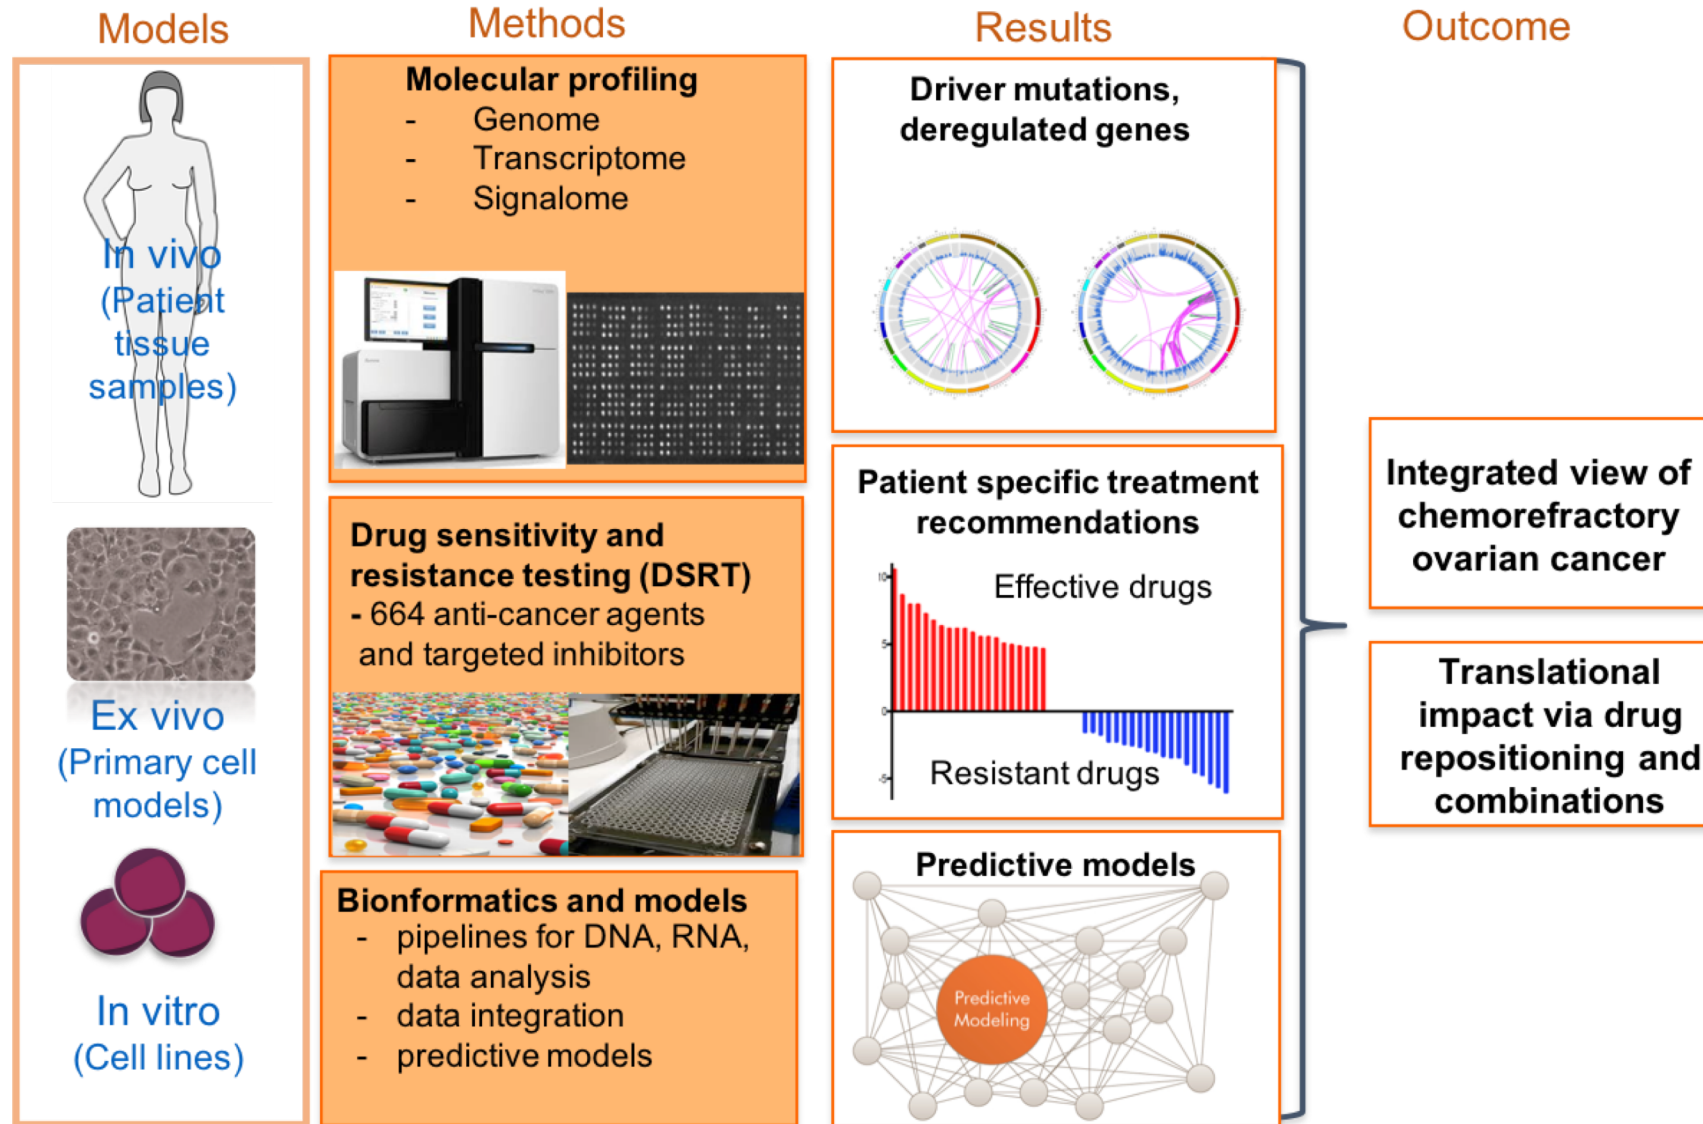 Models
Methods
Results
Outcome
In vivo
(Patient
tissue
samples)
Ex vivo
(Primary cell
models)
In vitro
(Cell lines)
Molecular profiling
- Genome
- Transcriptome
- Signalome
Drug sensitivity and
resistance testing (DSRT)
- 664 anti-cancer agents
and targeted inhibitors
Bionformatics and models
- pipelines for DNA, RNA,
data analysis
- data integration
- predictive models
Driver mutations,
deregulated genes
Patient specific treatment
recommendations
10
Effective drugs
5
0
Resistant drugs
-5
Predictive models
Predictive
Modeling
Integrated view of
chemorefractory
ovarian cancer
Translational
impact via drug
repositioning and
combinations